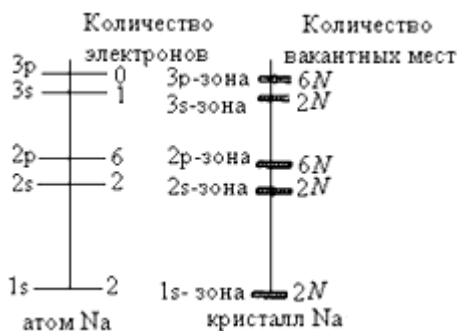 Количество
электронов
3p 0
3s 1
2p 6
2s 2
1s 2
атом Na
Количество
вакантных мест
3p-зона 6N
3s-зона 2N
2p-зона 6N
2s-зона 2N
1s- зона 2N
кристалл Na